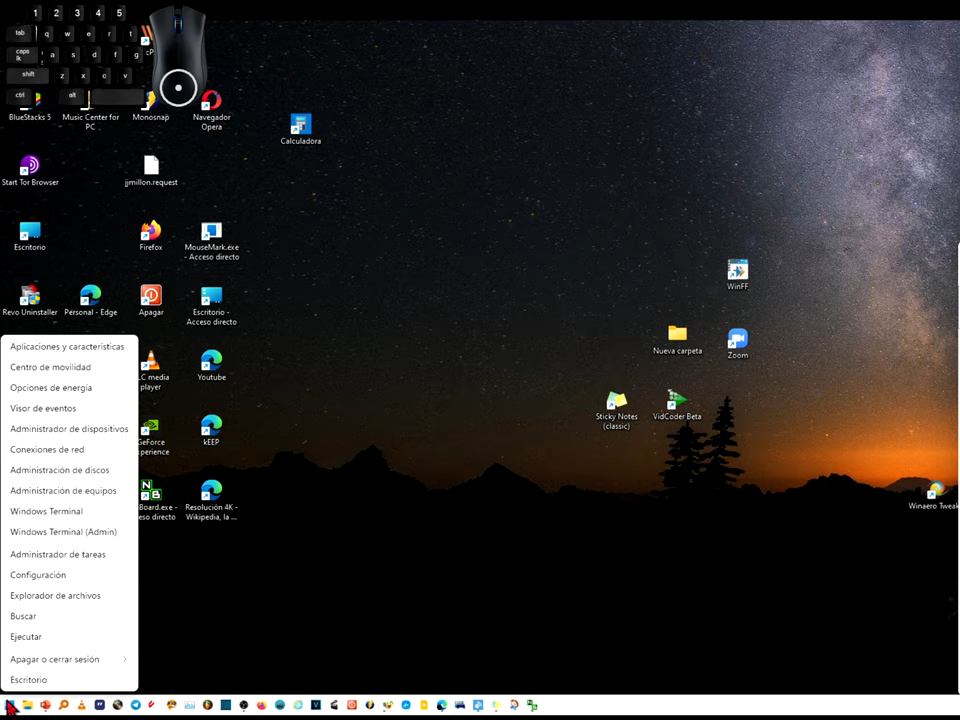 1 2 3 4 5
tab q w e r t
caps lk a s d f g
shift z x c v
ctrl alt
BlueStacks 5
Music Center for PC
Monosnap
Navegador Opera
Calculadora
Start Tor Browser
jjmillon.request
Escritorio
Firefox
MouseMark.exe - Acceso directo
WinFF
Revo Uninstaller
Personal - Edge
Apagar
Escritorio - Acceso directo
Nueva carpeta
Zoom
LC media player
Youtube
Sticky Notes (classic)
VidCoder Beta
GeForce xperience
kEEP
Board.exe - ceso directo
Resolución 4K - Wikipedia, la ...
Winaero Tweak
Aplicaciones y características
Centro de movilidad
Opciones de energía
Visor de eventos
Administrador de dispositivos
Conexiones de red
Administración de discos
Administración de equipos
Windows Terminal
Windows Terminal (Admin)
Administrador de tareas
Configuración
Explorador de archivos
Buscar
Ejecutar
Apagar o cerrar sesión
Escritorio